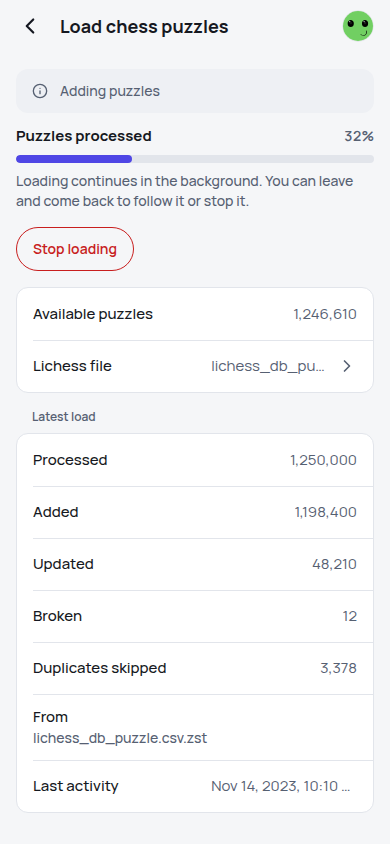 Load chess puzzles
Adding puzzles
Puzzles processed 32%
Loading continues in the background. You can leave
and come back to follow it or stop it.
Stop loading
Available puzzles 1,246,610
Lichess file lichess_db_pu...
Latest load
Processed 1,250,000
Added 1,198,400
Updated 48,210
Broken 12
Duplicates skipped 3,378
From
lichess_db_puzzle.csv.zst
Last activity Nov 14, 2023, 10:10 ...